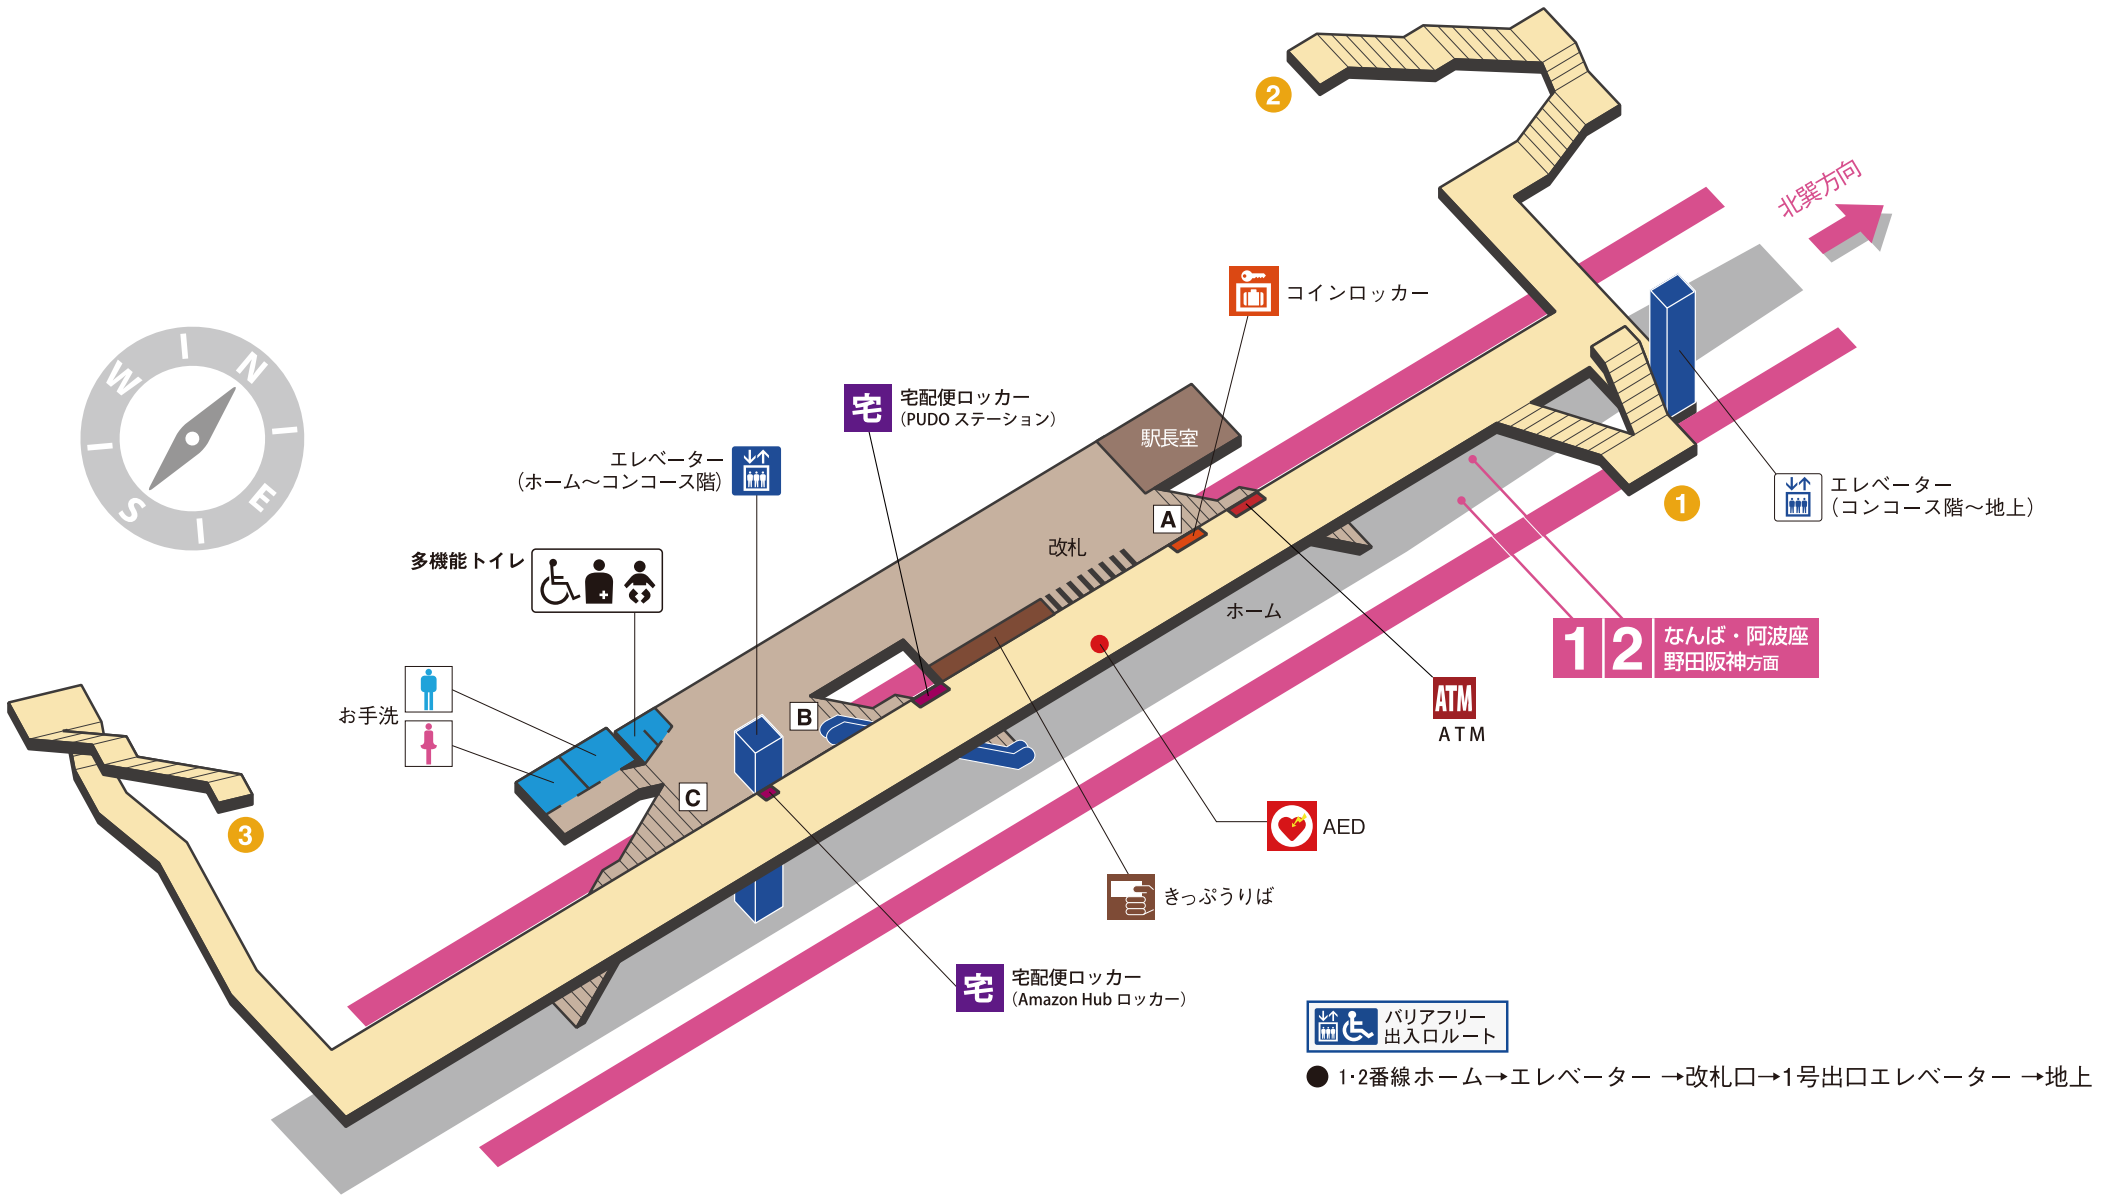 2
北巽方向
コインロッカー
W
N
S
E
宅
宅配便ロッカー
(PUDO ステーション)
駅長室
エレベーター
(ホーム〜コンコース階)
エレベーター
(コンコース階〜地上)
1
A
改札
多機能トイレ
ホーム
1 2 なんば・阿波座
野田阪神方面
お手洗
B
ATM
ATM
C
3
AED
きっぷうりば
宅
宅配便ロッカー
(Amazon Hub ロッカー)
バリアフリー
出入口ルート
● 1・2番線ホーム→エレベーター →改札口→1号出口エレベーター →地上